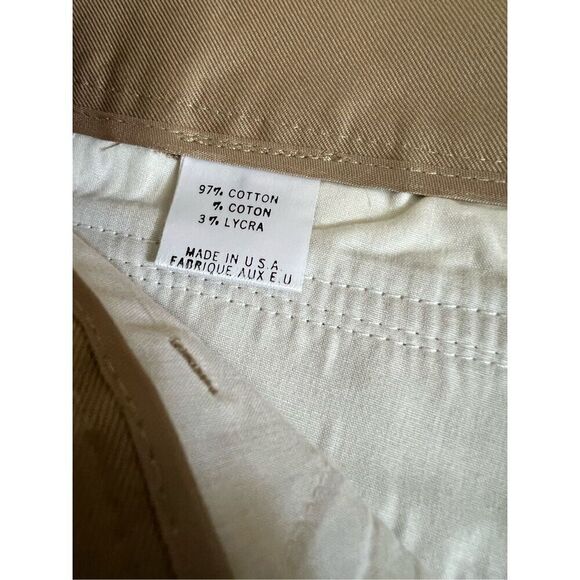 97% COTTON
% COTON
3% LYCRA
MADE IN U.S.A.
FABRIQUE AUX E.U